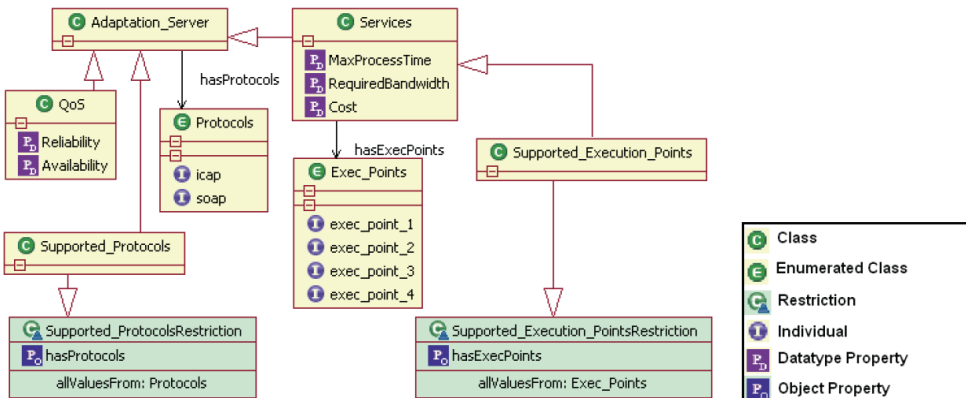 Adaptation_Server
Services
MaxProcessTime
RequiredBandwidth
Cost
hasProtocols
QoS
Reliability
Availability
Protocols
icap
soap
hasExecPoints
Exec_Points
exec_point_1
exec_point_2
exec_point_3
exec_point_4
Supported_Execution_Points
Supported_Protocols
Supported_ProtocolsRestriction
hasProtocols
allValuesFrom: Protocols
Supported_Execution_PointsRestriction
hasExecPoints
allValuesFrom: Exec_Points
Class
Enumerated Class
Restriction
Individual
Datatype Property
Object Property